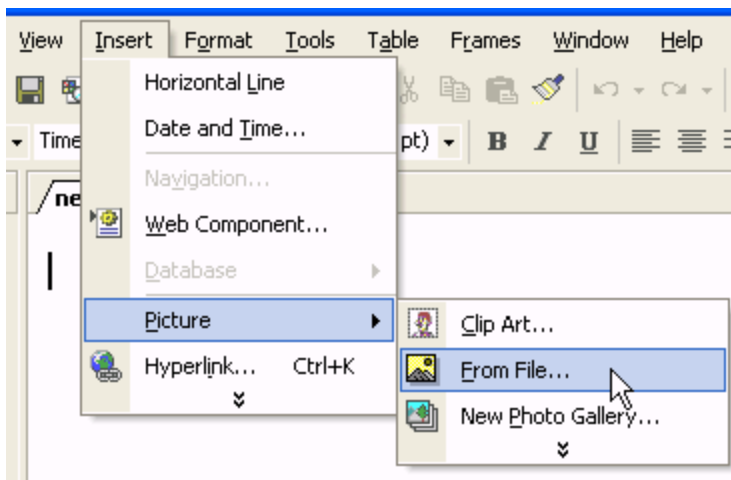 View Insert Format Tools Table Frames Window Help
Horizontal Line
Date and Time...
Time pt) B I U
Navigation...
ne
Web Component...
Database
Picture
Clip Art...
Hyperlink... Ctrl+K
From File...
New Photo Gallery...